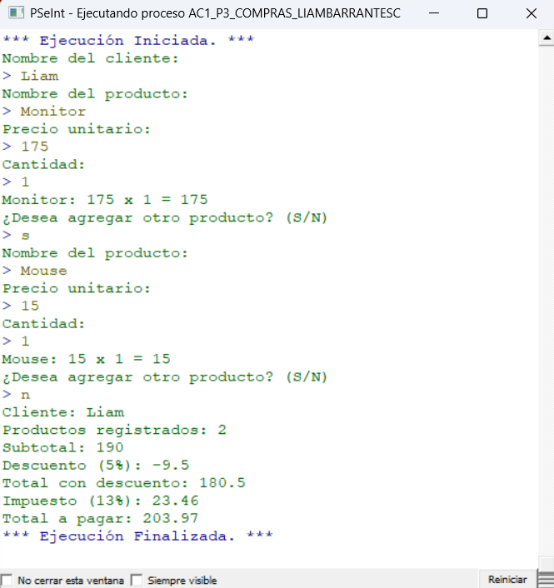 PSeInt - Ejecutando proceso AC1_P3_COMPRAS_LIAMBARRANTESC
*** Ejecución Iniciada. ***
Nombre del cliente:
> Liam
Nombre del producto:
> Monitor
Precio unitario:
> 175
Cantidad:
> 1
Monitor: 175 x 1 = 175
¿Desea agregar otro producto? (S/N)
> s
Nombre del producto:
> Mouse
Precio unitario:
> 15
Cantidad:
> 1
Mouse: 15 x 1 = 15
¿Desea agregar otro producto? (S/N)
> n
Cliente: Liam
Productos registrados: 2
Subtotal: 190
Descuento (5%): -9.5
Total con descuento: 180.5
Impuesto (13%): 23.46
Total a pagar: 203.97
*** Ejecución Finalizada. ***
No cerrar esta ventana Siempre visible Reiniciar